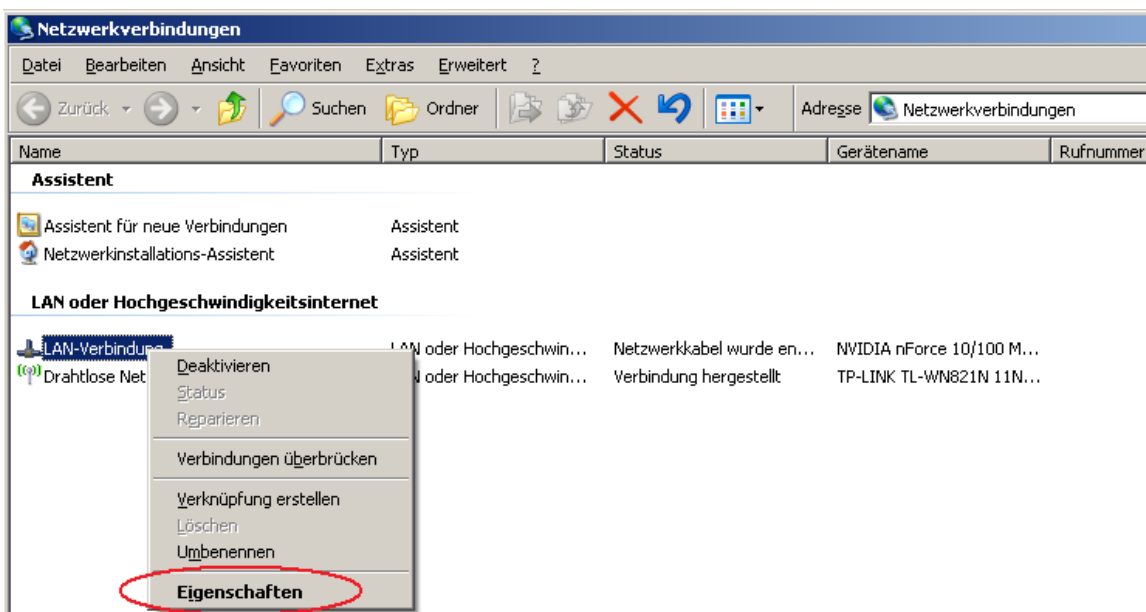 Netzwerkverbindungen
Datei Bearbeiten Ansicht Favoriten Extras Erweitert ?
Zurück Suchen Ordner Adresse Netzwerkverbindungen
Name Typ Status Gerätename Rufnummer
Assistent
Assistent für neue Verbindungen Assistent
Netzwerkinstallations-Assistent Assistent
LAN oder Hochgeschwindigkeitsinternet
LAN-Verbindung LAN oder Hochgeschwin... Netzwerkkabel wurde en... NVIDIA nForce 10/100 M...
Drahtlose Net oder Hochgeschwin... Verbindung hergestellt TP-LINK TL-WN821N 11N...
Deaktivieren
Status
Reparieren
Verbindungen überbrücken
Verknüpfung erstellen
Löschen
Umbenennen
Eigenschaften